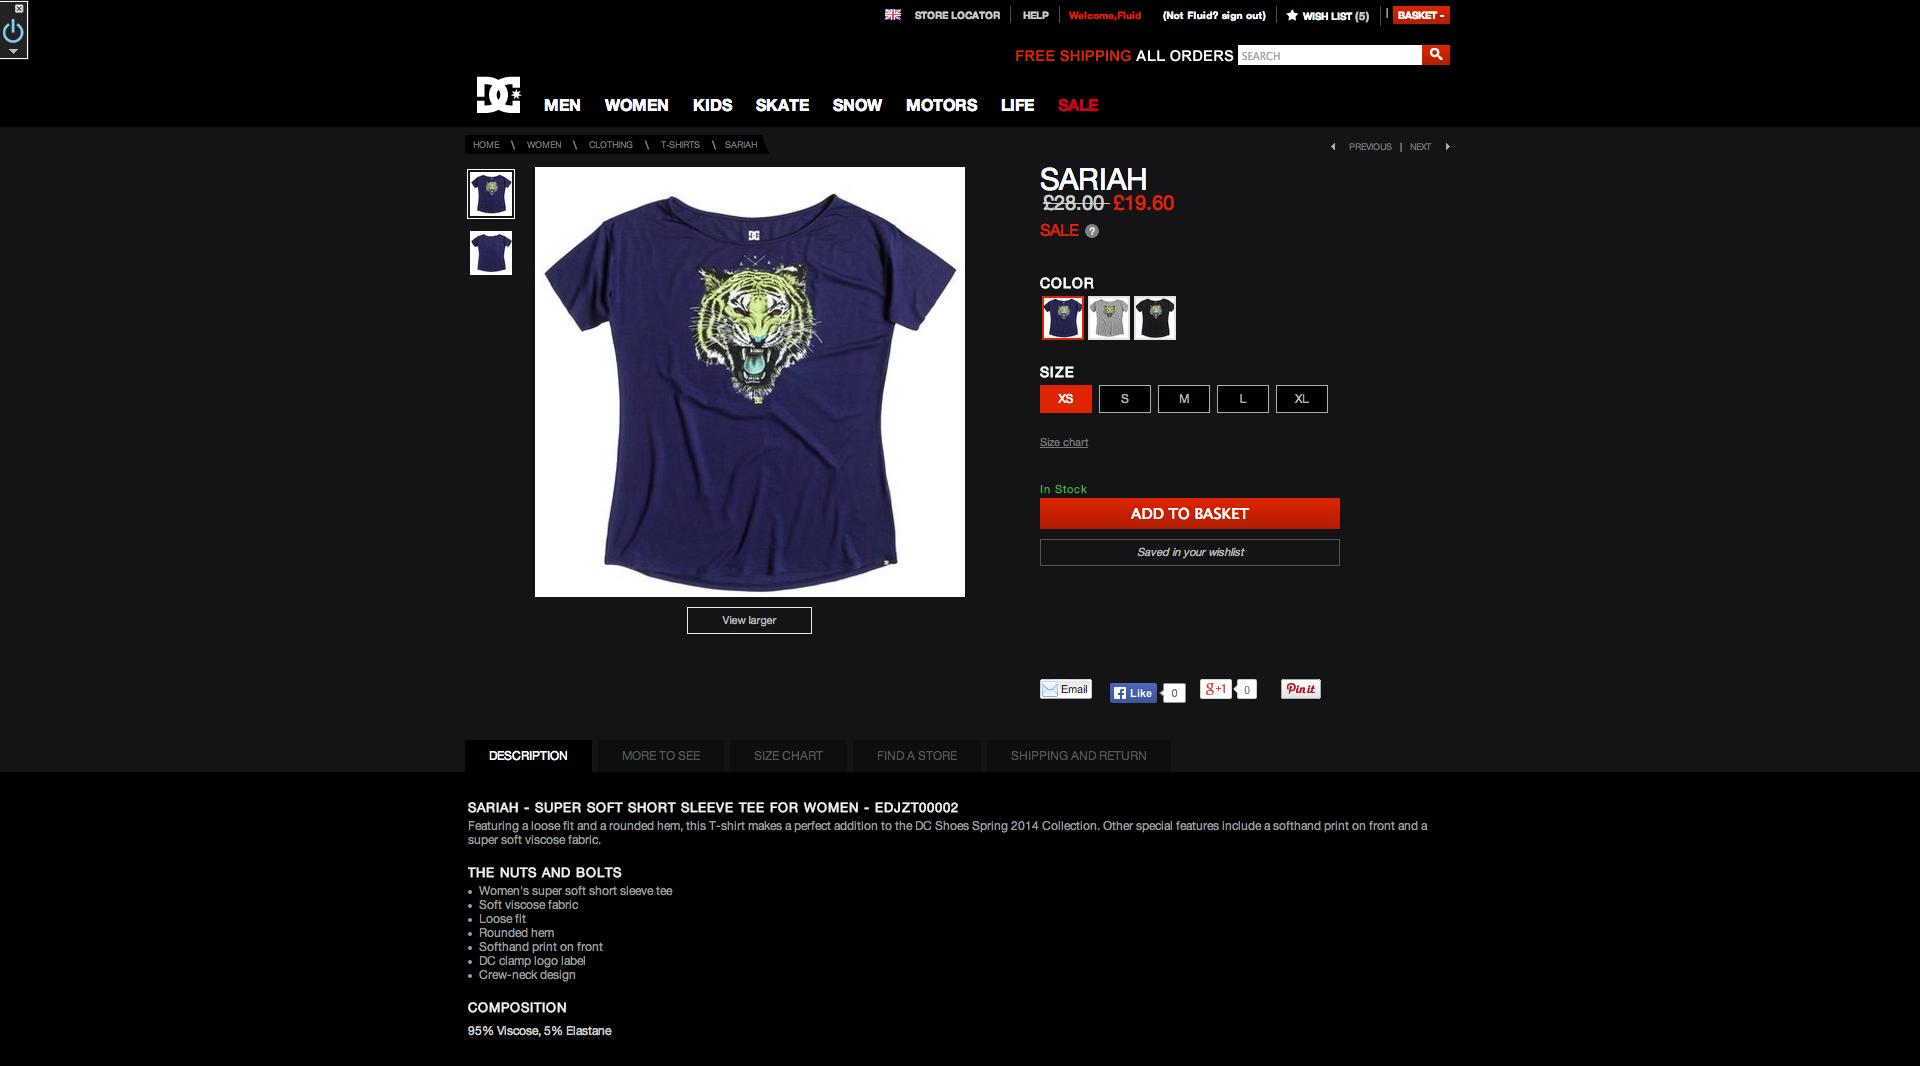 STORE LOCATOR HELP Welcome,Fluid (Not Fluid? sign out) WISH LIST (5) | BASKET -
FREE SHIPPING ALL ORDERS SEARCH
DC
MEN WOMEN KIDS SKATE SNOW MOTORS LIFE SALE
HOME \ WOMEN \ CLOTHING \ T-SHIRTS \ SARIAH
PREVIOUS | NEXT
SARIAH
£28.00 £19.60
SALE ?
COLOR
SIZE
XS S M L XL
Size chart
In Stock
ADD TO BASKET
Saved in your wishlist
View larger
Email Like 0 g+1 0 Pin it
DESCRIPTION MORE TO SEE SIZE CHART FIND A STORE SHIPPING AND RETURN
SARIAH - SUPER SOFT SHORT SLEEVE TEE FOR WOMEN - EDJZT00002
Featuring a loose fit and a rounded hem, this T-shirt makes a perfect addition to the DC Shoes Spring 2014 Collection. Other special features include a softhand print on front and a
super soft viscose fabric.
THE NUTS AND BOLTS
• Women's super soft short sleeve tee
• Soft viscose fabric
• Loose fit
• Rounded hem
• Softhand print on front
• DC clamp logo label
• Crew-neck design
COMPOSITION
95% Viscose, 5% Elastane